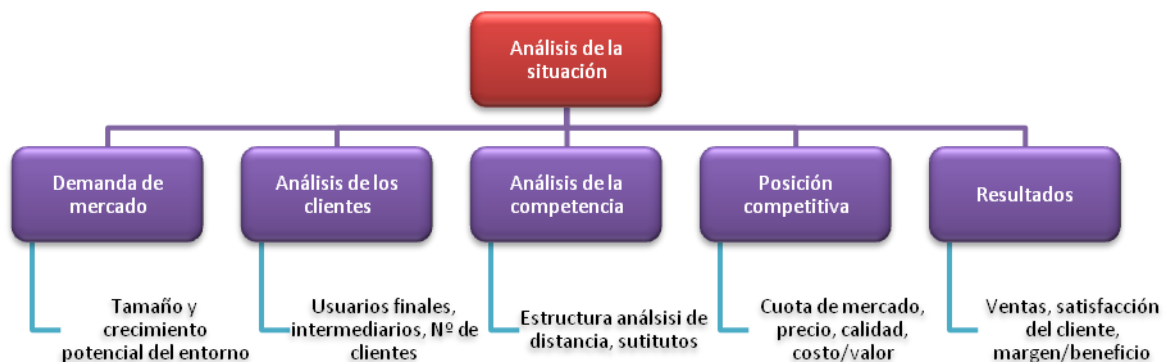 Análisis de la
situación
Demanda de
mercado
Análisis de los
clientes
Análisis de la
competencia
Posición
competitiva
Resultados
Tamaño y
crecimiento
potencial del entorno
Usuarios finales,
intermediarios, Nº de
clientes
Estructura análsisi de
distancia, sutitutos
Cuota de mercado,
precio, calidad,
costo/valor
Ventas, satisfacción
del cliente,
margen/beneficio